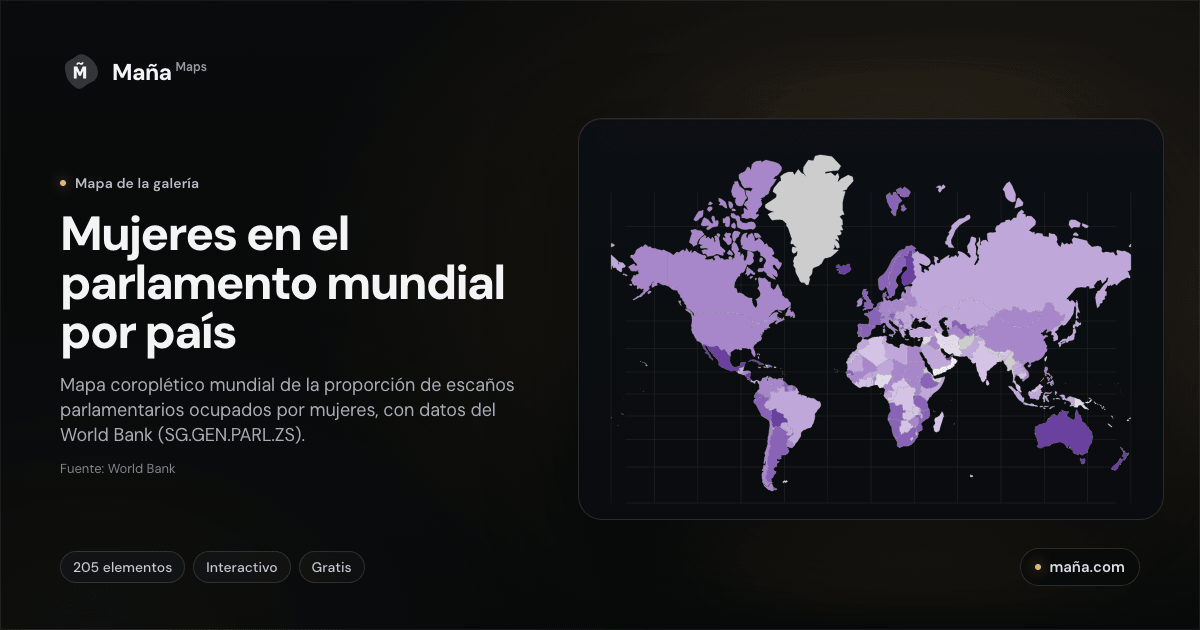 M̃
Maña Maps
Mapa de la galería
Mujeres en el
parlamento mundial
por país
Mapa coroplético mundial de la proporción de escaños
parlamentarios ocupados por mujeres, con datos del
World Bank (SG.GEN.PARL.ZS).
Fuente: World Bank
205 elementos
Interactivo
Gratis
maña.com